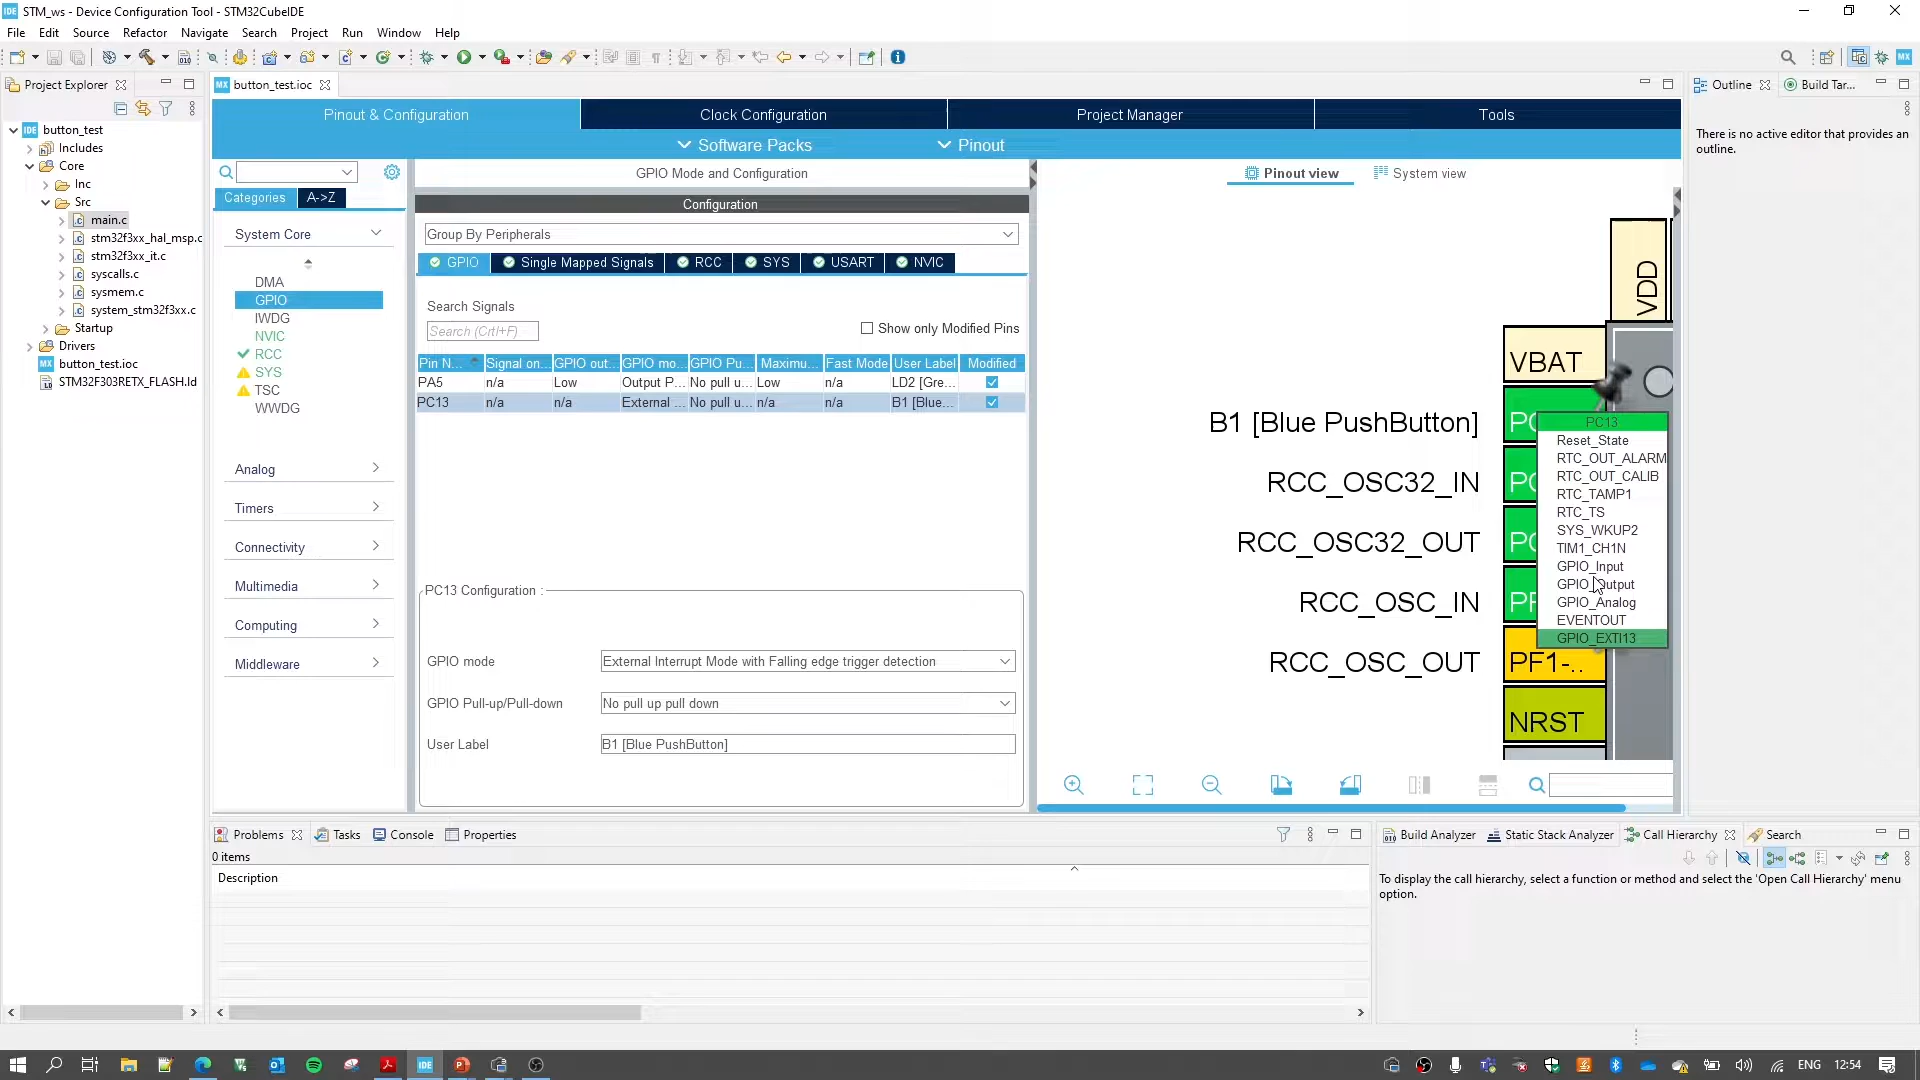 STM_ws - Device Configuration Tool - STM32CubeIDE
File Edit Source Refactor Navigate Search Project Run Window Help
Project Explorer
button_test
Includes
Core
Inc
Src
main.c
stm32f3xx_hal_msp.c
stm32f3xx_it.c
syscalls.c
sysmem.c
system_stm32f3xx.c
Startup
Drivers
button_test.ioc
STM32F303RETX_FLASH.ld
button_test.ioc
Pinout & Configuration
Clock Configuration
Project Manager
Tools
Software Packs
Pinout
Categories
A->Z
System Core
DMA
GPIO
IWDG
NVIC
RCC
SYS
TSC
WWDG
Analog
Timers
Connectivity
Multimedia
Computing
Middleware
GPIO Mode and Configuration
Configuration
Group By Peripherals
GPIO
Single Mapped Signals
RCC
SYS
USART
NVIC
Search Signals
Search (Crtl+F)
Show only Modified Pins
Pin N... Signal on... GPIO out... GPIO mo... GPIO Pu... Maximu... Fast Mode User Label Modified
PA5 n/a Low Output P... No pull u... Low n/a LD2 [Gre...
PC13 n/a n/a External ... No pull u... n/a n/a B1 [Blue...
PC13 Configuration :
GPIO mode
External Interrupt Mode with Falling edge trigger detection
GPIO Pull-up/Pull-down
No pull up pull down
User Label
B1 [Blue PushButton]
Pinout view
System view
VDD
VBAT
B1 [Blue PushButton]
RCC_OSC32_IN
RCC_OSC32_OUT
RCC_OSC_IN
RCC_OSC_OUT
PF1-..
NRST
PC13
Reset_State
RTC_OUT_ALARM
RTC_OUT_CALIB
RTC_TAMP1
RTC_TS
SYS_WKUP2
TIM1_CH1N
GPIO_Input
GPIO_Output
GPIO_Analog
EVENTOUT
GPIO_EXTI13
Outline
Build Tar...
There is no active editor that provides an
outline.
Problems
Tasks
Console
Properties
0 items
Description
Build Analyzer
Static Stack Analyzer
Call Hierarchy
Search
To display the call hierarchy, select a function or method and select the 'Open Call Hierarchy' menu
option.
ENG
12:54